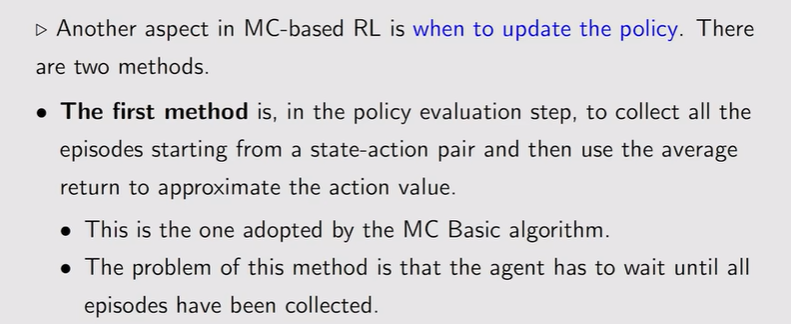 ▷ Another aspect in MC-based RL is when to update the policy. There
are two methods.
• The first method is, in the policy evaluation step, to collect all the
episodes starting from a state-action pair and then use the average
return to approximate the action value.
• This is the one adopted by the MC Basic algorithm.
• The problem of this method is that the agent has to wait until all
episodes have been collected.